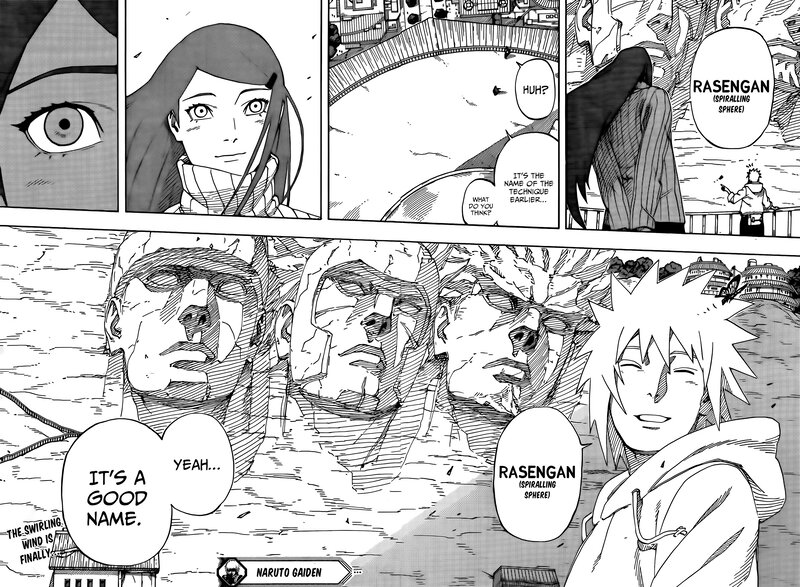 RASENGAN
(SPIRALLING
SPHERE)
HUH?
IT'S THE
NAME OF THE
TECHNIQUE
EARLIER...
WHAT
DO YOU
THINK?
RASENGAN
(SPIRALLING
SPHERE)
YEAH...
IT'S A
GOOD
NAME.
THE SWIRLING
WIND IS
FINALLY...
NARUTO GAIDEN